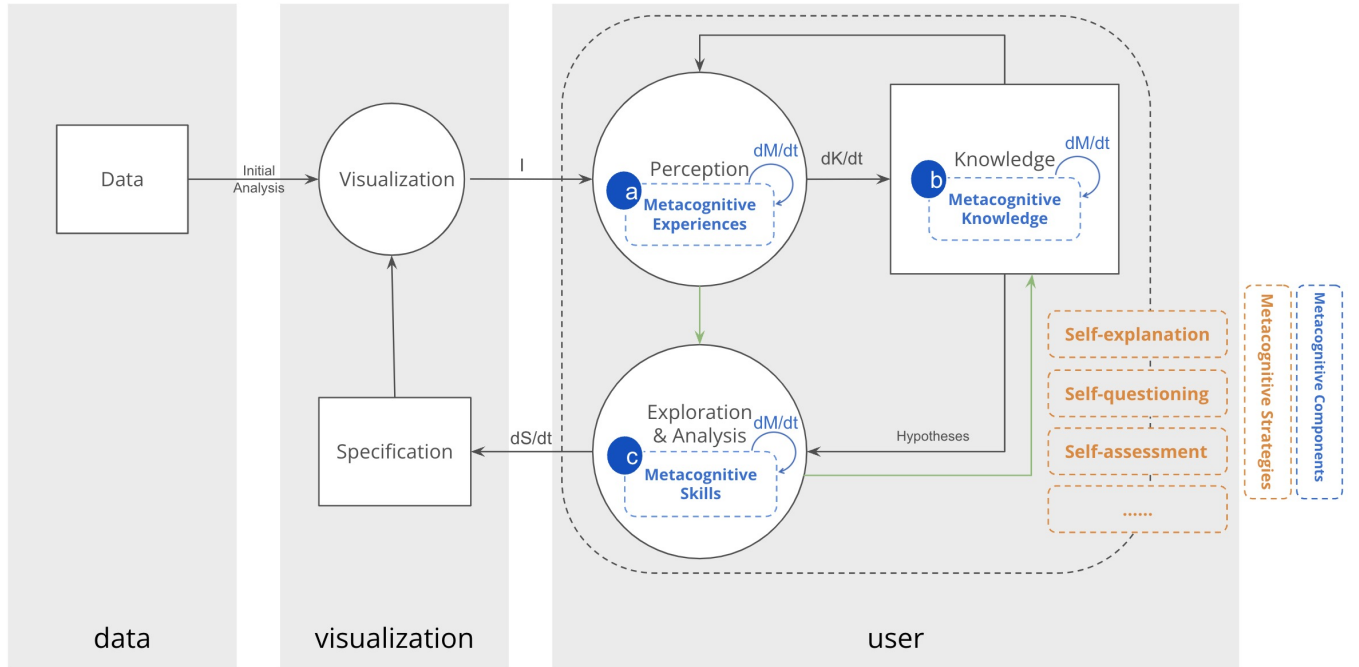 Data
Initial
Analysis
Visualization
I
Perception
dM/dt
a
Metacognitive
Experiences
dK/dt
Knowledge
dM/dt
b
Metacognitive
Knowledge
Specification
dS/dt
Exploration
& Analysis
dM/dt
c
Metacognitive
Skills
Hypotheses
Self-explanation
Self-questioning
Self-assessment
......
Metacognitive Strategies
Metacognitive Components
data
visualization
user